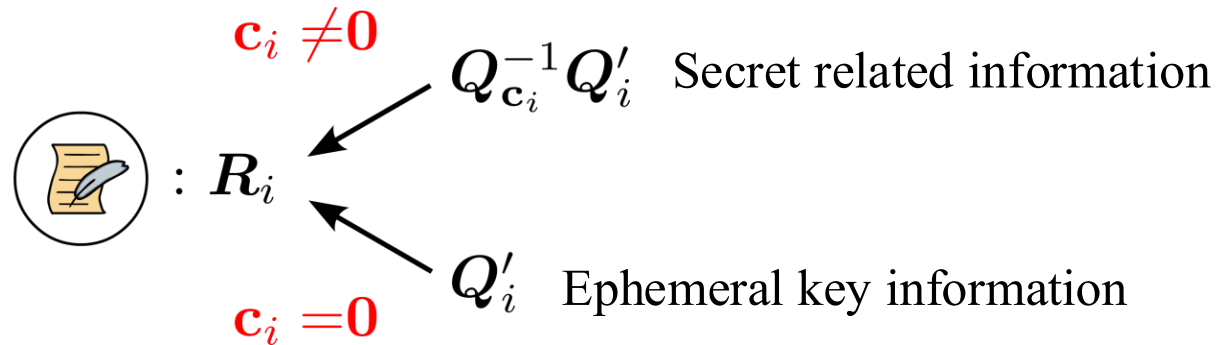 c_i ≠0
Q_{c_i}^{-1} Q'_i Secret related information
: R_i
Q'_i Ephemeral key information
c_i =0